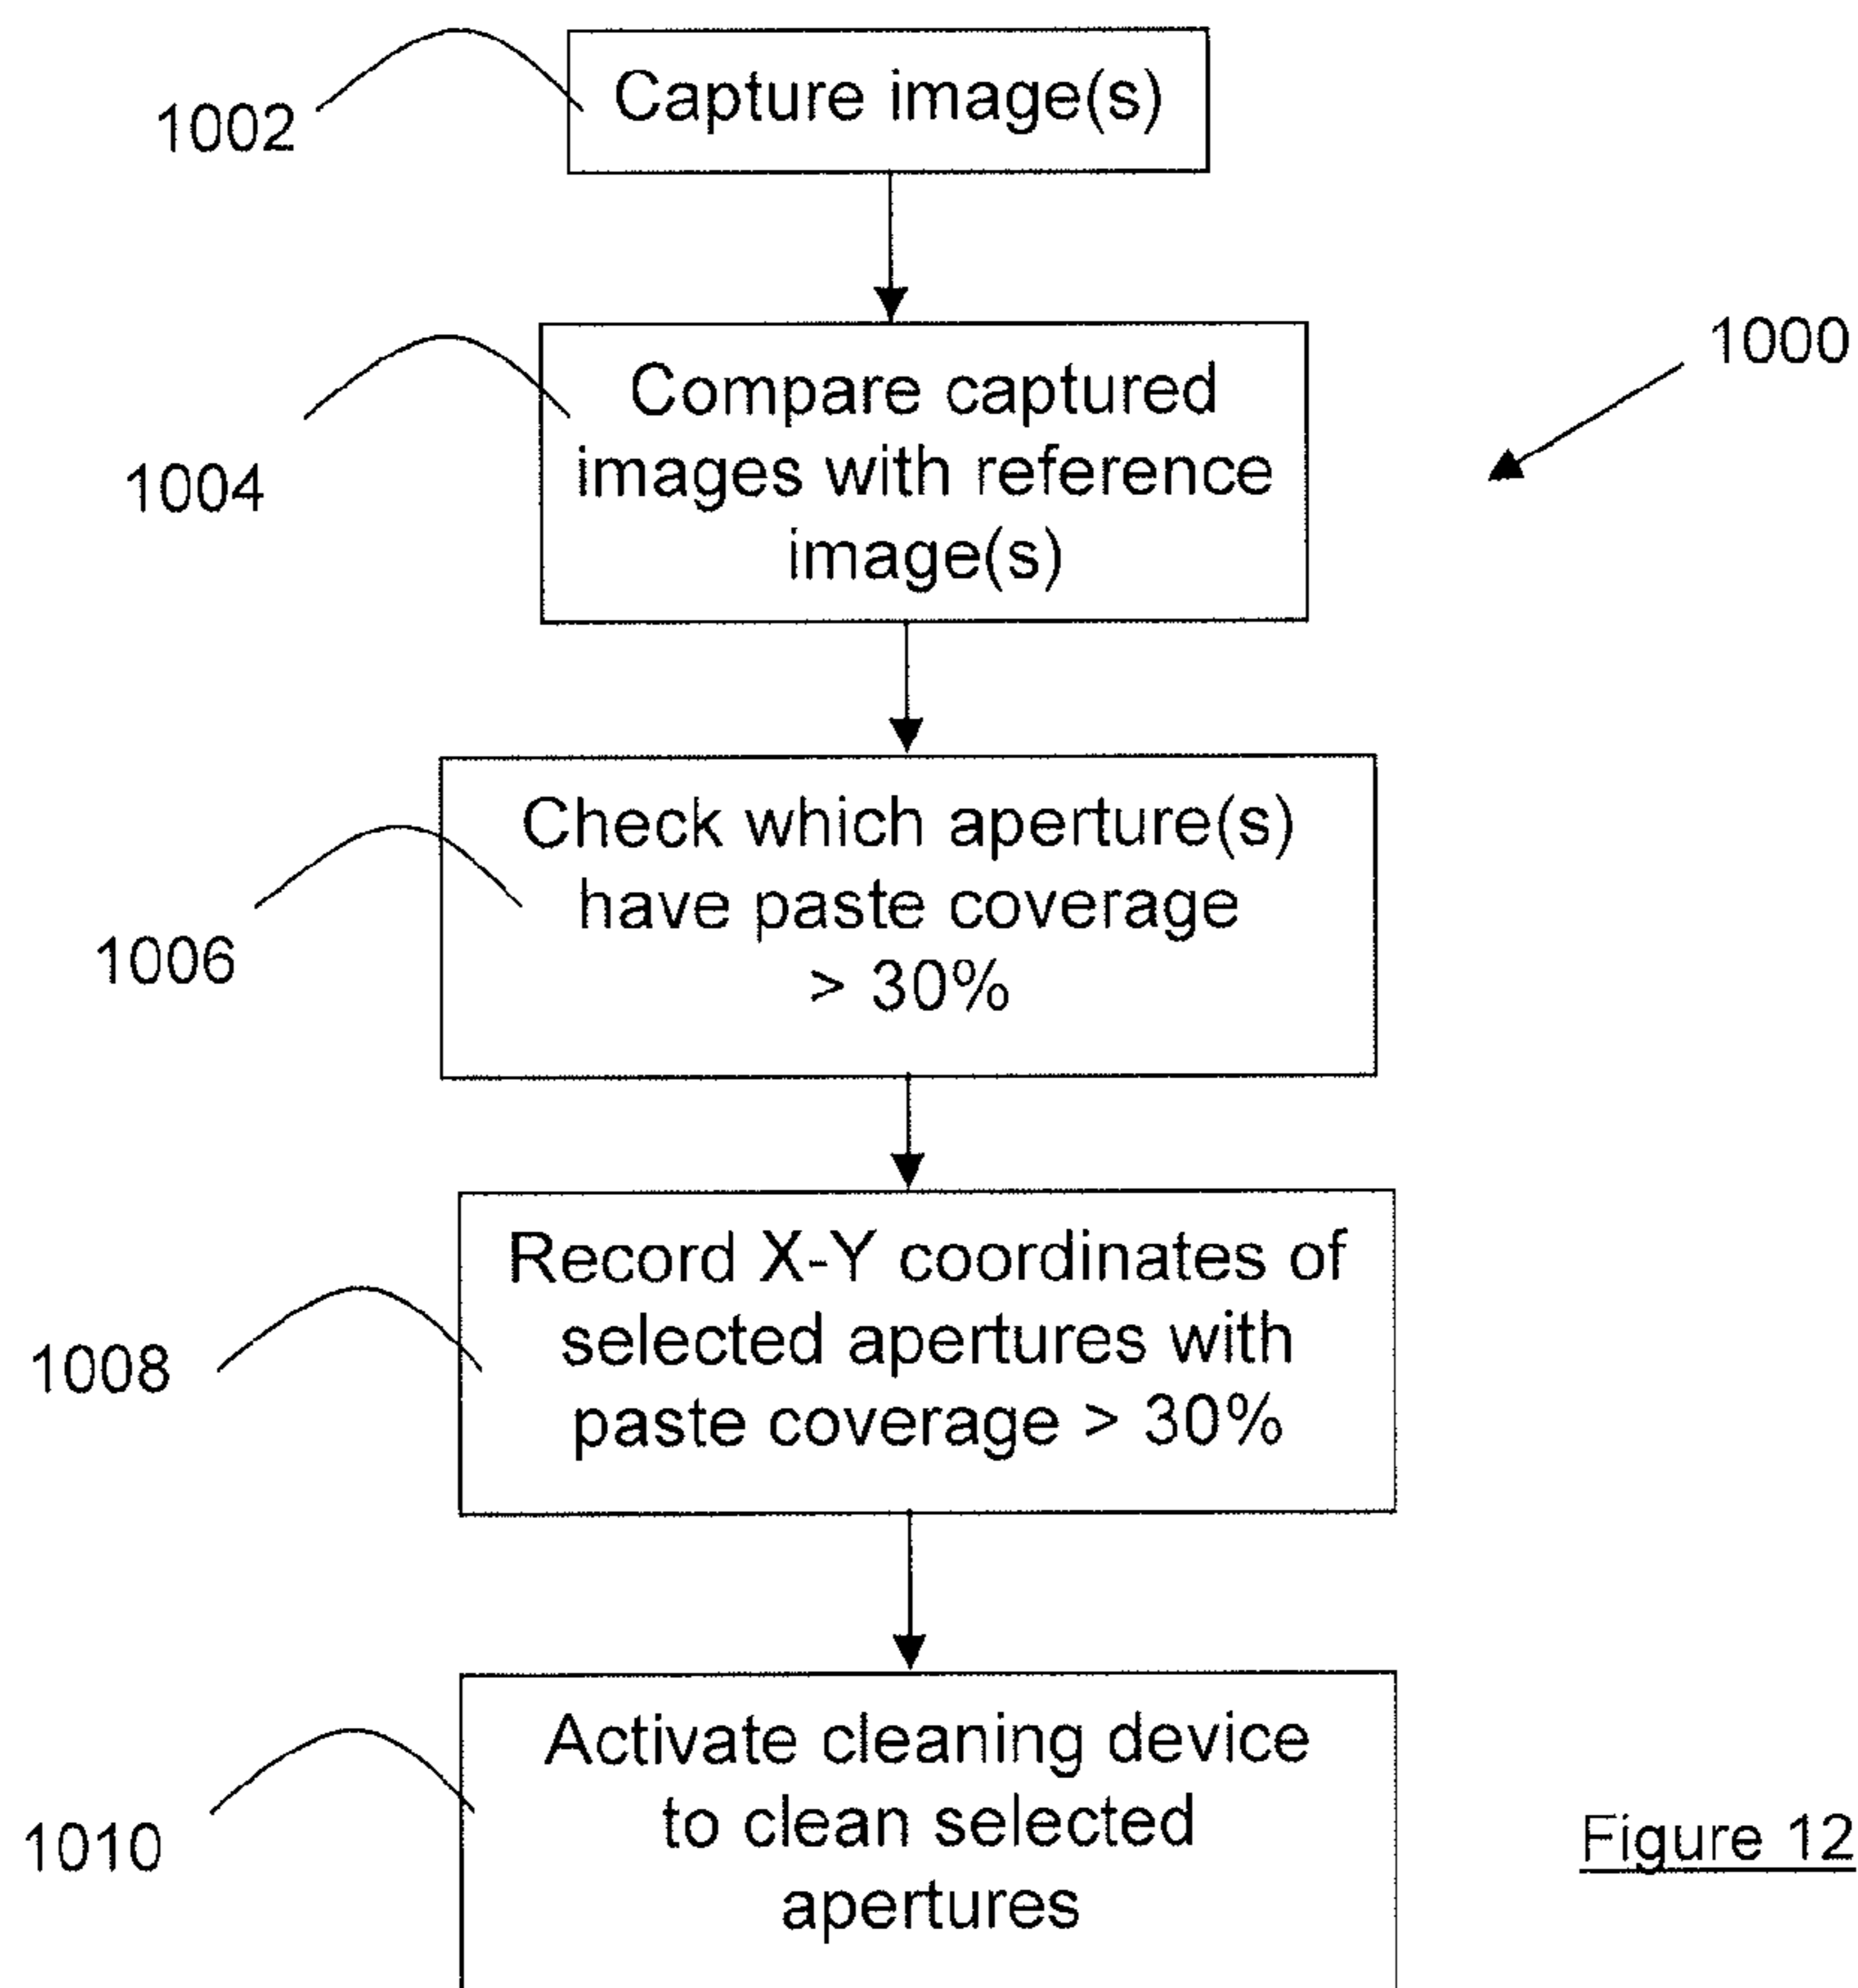 1002
Capture image(s)
1000
1004
Compare captured
images with reference
image(s)
1006
Check which aperture(s)
have paste coverage
> 30%
1008
Record X-Y coordinates of
selected apertures with
paste coverage > 30%
1010
Activate cleaning device
to clean selected
apertures
Figure 12